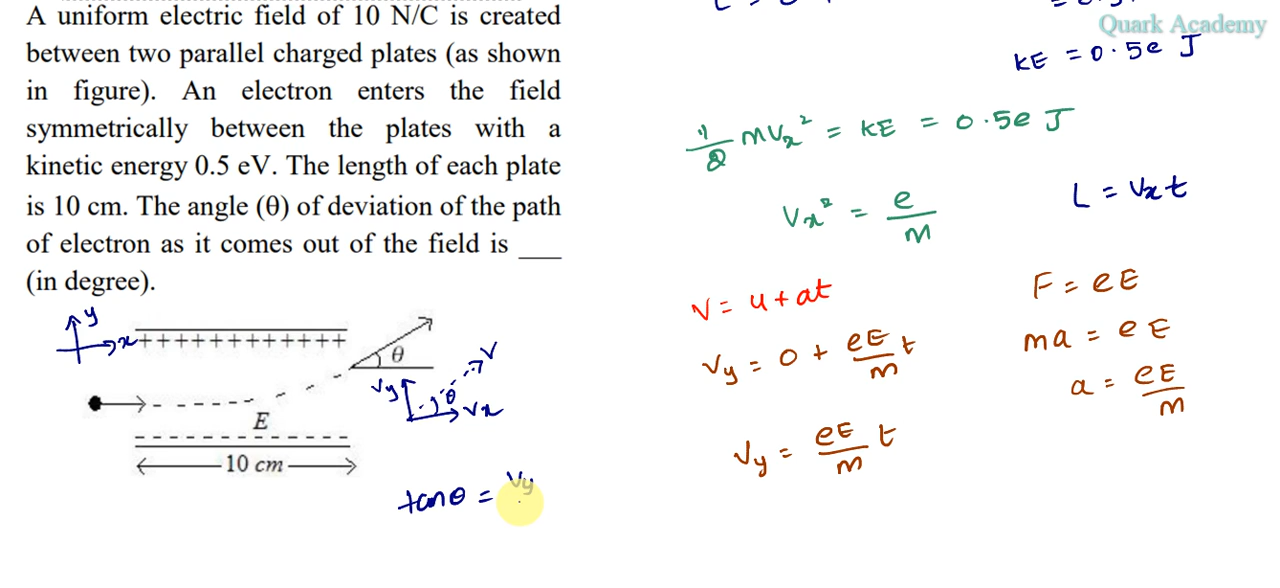 A uniform electric field of 10 N/C is created
between two parallel charged plates (as shown
in figure). An electron enters the field
symmetrically between the plates with a
kinetic energy 0.5 eV. The length of each plate
is 10 cm. The angle (θ) of deviation of the path
of electron as it comes out of the field is ____
(in degree).
y
x
++++++++++++
θ
E
10 cm
Vy
θ
V
Vx
tanθ = Vy
Quark Academy
KE = 0.5e J
1/2 mVx² = KE = 0.5e J
Vx² = e/m
L = Vx t
V = u + at
F = eE
Vy = 0 + eE/m t
ma = eE
a = eE/m
Vy = eE/m t